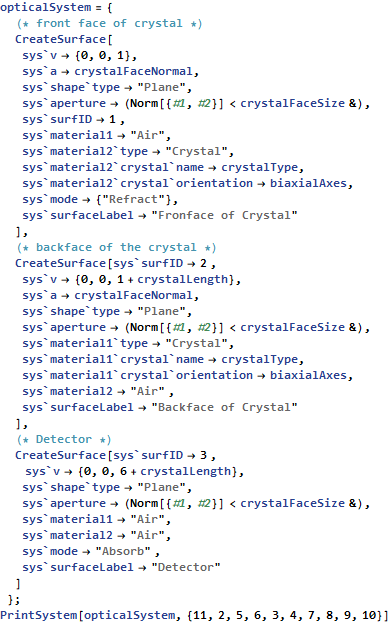 opticalSystem = {
(* front face of crystal *)
CreateSurface[
sys`v → {0, 0, 1},
sys`a → crystalFaceNormal,
sys`shape`type → "Plane",
sys`aperture → (Norm[{#1, #2}] < crystalFaceSize &),
sys`surfID → 1 ,
sys`material1 → "Air",
sys`material2`type → "Crystal",
sys`material2`crystal`name → crystalType,
sys`material2`crystal`orientation → biaxialAxes,
sys`mode → {"Refract"},
sys`surfaceLabel → "Fronface of Crystal"
],
(* backface of the crystal *)
CreateSurface[sys`surfID → 2 ,
sys`v → {0, 0, 1 + crystalLength},
sys`a → crystalFaceNormal,
sys`shape`type → "Plane",
sys`aperture → (Norm[{#1, #2}] < crystalFaceSize &),
sys`material1`type → "Crystal",
sys`material1`crystal`name → crystalType,
sys`material1`crystal`orientation → biaxialAxes,
sys`material2 → "Air" ,
sys`surfaceLabel → "Backface of Crystal"
],
(* Detector *)
CreateSurface[sys`surfID → 3 ,
sys`v → {0, 0, 6 + crystalLength},
sys`shape`type → "Plane",
sys`aperture → (Norm[{#1, #2}] < crystalFaceSize &),
sys`material1 → "Air",
sys`material2 → "Air",
sys`mode → "Absorb" ,
sys`surfaceLabel → "Detector"
]
};
PrintSystem[opticalSystem, {11, 2, 5, 6, 3, 4, 7, 8, 9, 10}]